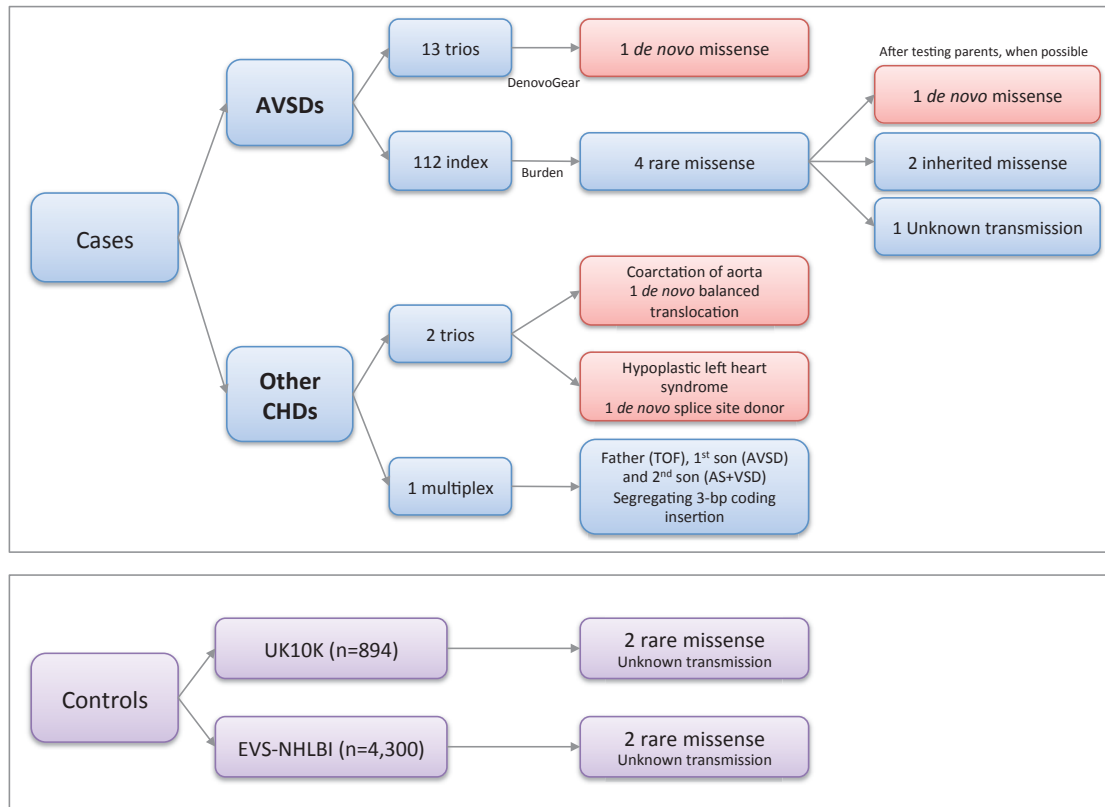 Cases
AVSDs
13 trios
DenovoGear
1 de novo missense
112 index
Burden
4 rare missense
After testing parents, when possible
1 de novo missense
2 inherited missense
1 Unknown transmission
Other
CHDs
2 trios
Coarctation of aorta
1 de novo balanced
translocation
Hypoplastic left heart
syndrome
1 de novo splice site donor
1 multiplex
Father (TOF), 1st son (AVSD)
and 2nd son (AS+VSD)
Segregating 3-bp coding
insertion
Controls
UK10K (n=894)
2 rare missense
Unknown transmission
EVS-NHLBI (n=4,300)
2 rare missense
Unknown transmission